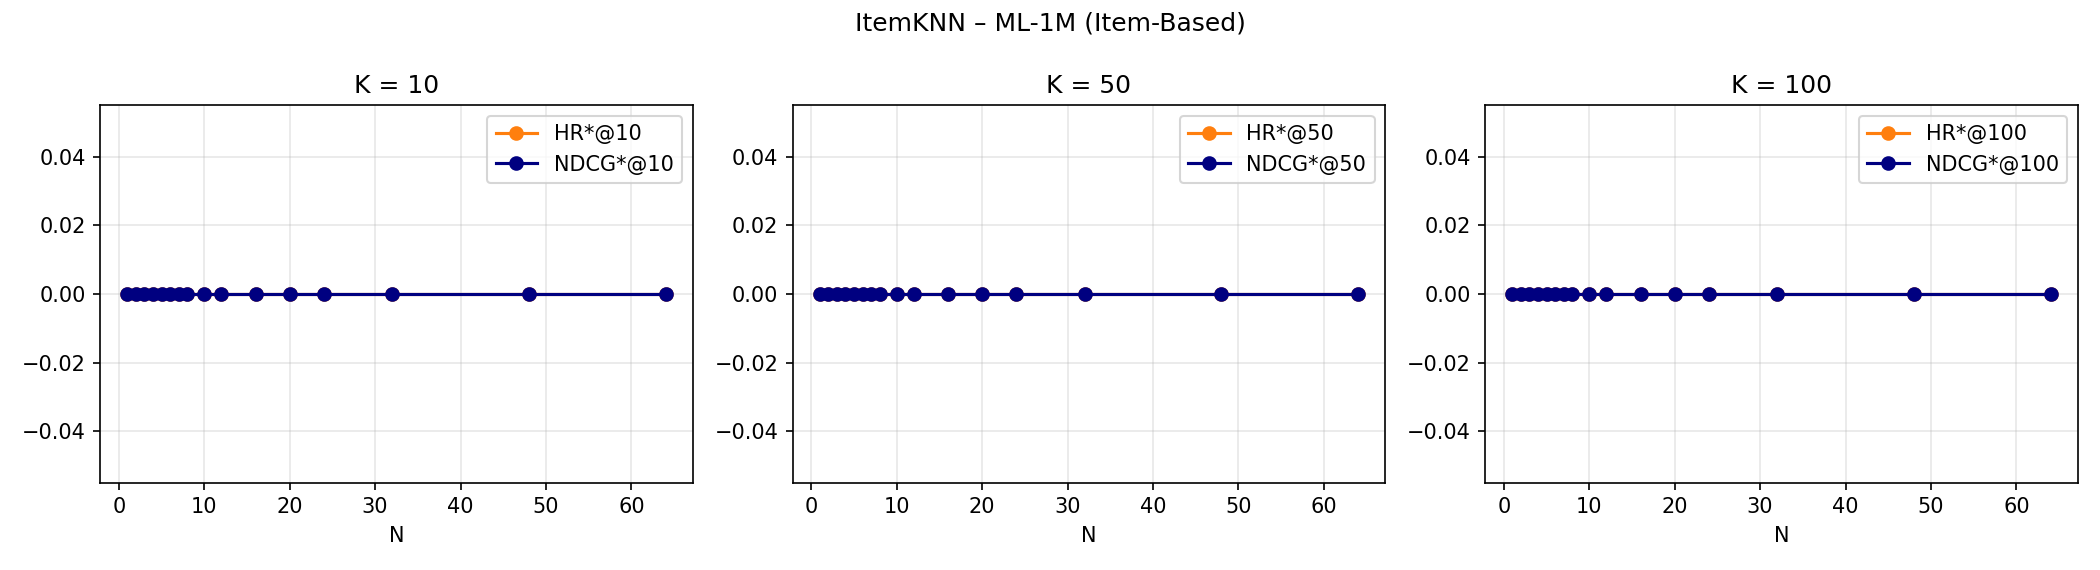 ItemKNN – ML-1M (Item-Based)
K = 10
HR*@10
NDCG*@10
0.04
0.02
0.00
−0.02
−0.04
0 10 20 30 40 50 60
N
K = 50
HR*@50
NDCG*@50
0.04
0.02
0.00
−0.02
−0.04
0 10 20 30 40 50 60
N
K = 100
HR*@100
NDCG*@100
0.04
0.02
0.00
−0.02
−0.04
0 10 20 30 40 50 60
N